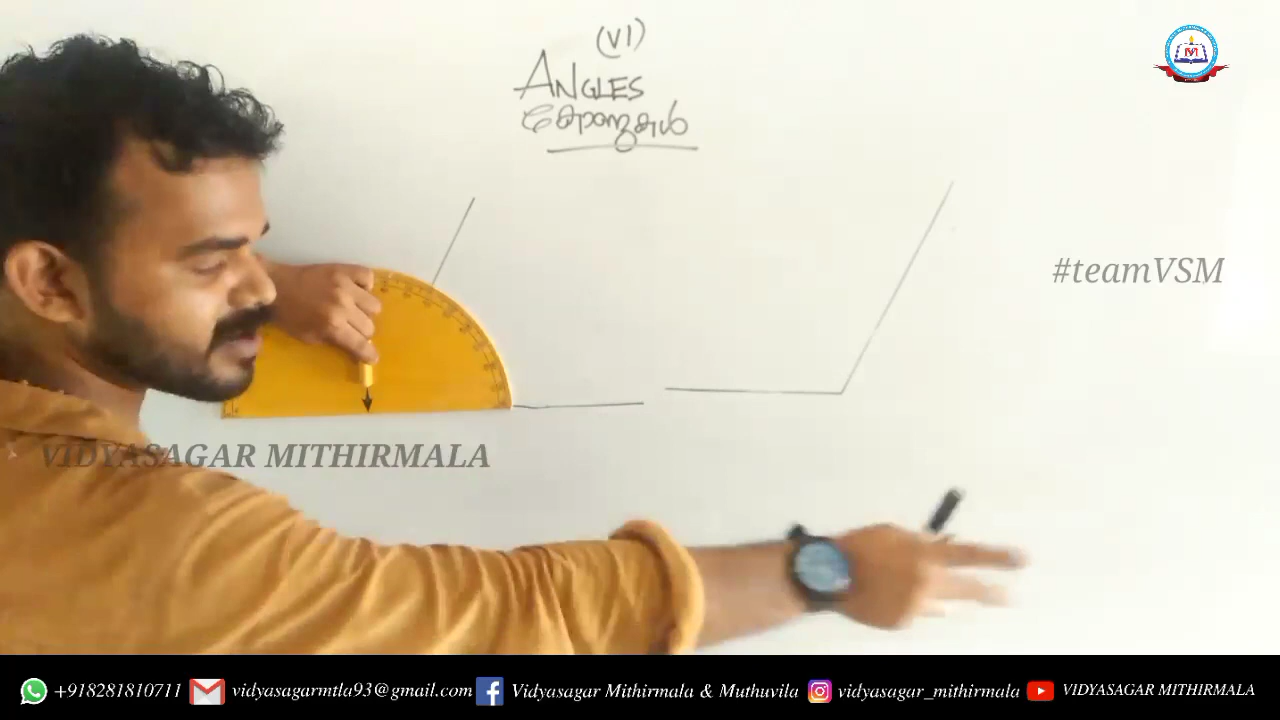 (VI)
ANGLES
കോണുകൾ
#teamVSM
VIDYASAGAR MITHIRMALA
+918281810711 vidyasagarmtla93@gmail.com Vidyasagar Mithirmala & Muthuvila vidyasagar_mithirmala VIDYASAGAR MITHIRMALA